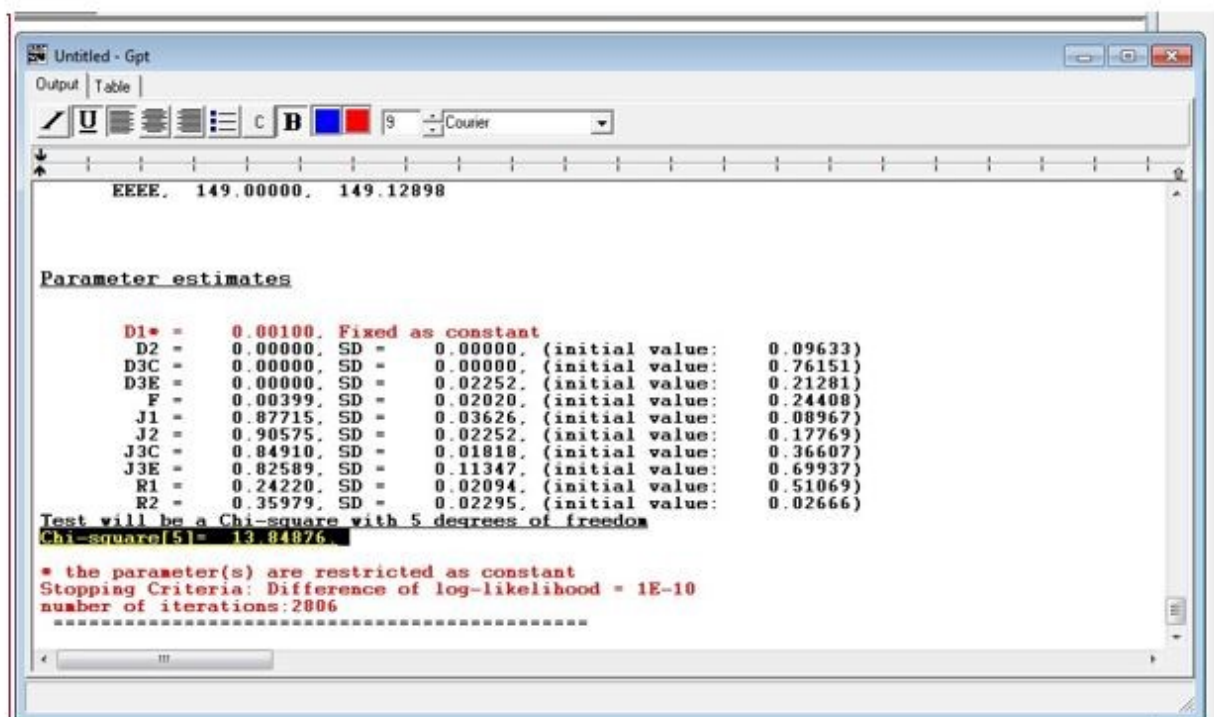 Untitled - Gpt
Output Table
I U C B 9 Courier
EEEE, 149.00000, 149.12898
Parameter estimates
D1* = 0.00100, Fixed as constant
D2 = 0.00000, SD = 0.00000, (initial value: 0.09633)
D3C = 0.00000, SD = 0.00000, (initial value: 0.76151)
D3E = 0.00000, SD = 0.02252, (initial value: 0.21281)
F = 0.00399, SD = 0.02020, (initial value: 0.24408)
J1 = 0.87715, SD = 0.03626, (initial value: 0.08967)
J2 = 0.90575, SD = 0.02252, (initial value: 0.17769)
J3C = 0.84910, SD = 0.01818, (initial value: 0.36607)
J3E = 0.82589, SD = 0.11347, (initial value: 0.69937)
R1 = 0.24220, SD = 0.02094, (initial value: 0.51069)
R2 = 0.35979, SD = 0.02295, (initial value: 0.02666)
Test will be a Chi-square with 5 degrees of freedom
Chi-square[5]= 13.84876.
* the parameter(s) are restricted as constant
Stopping Criteria: Difference of log-likelihood = 1E-10
number of iterations:2806
==============================================